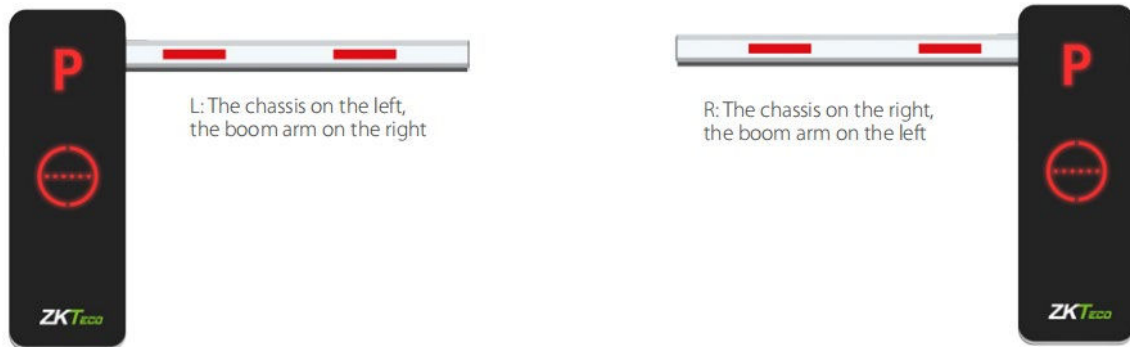 P
L: The chassis on the left,
the boom arm on the right
ZKTECO
R: The chassis on the right,
the boom arm on the left
P
ZKTECO